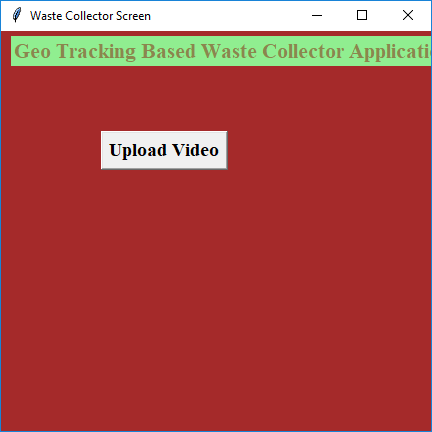 Waste Collector Screen
Geo Tracking Based Waste Collector Applicati
Upload Video